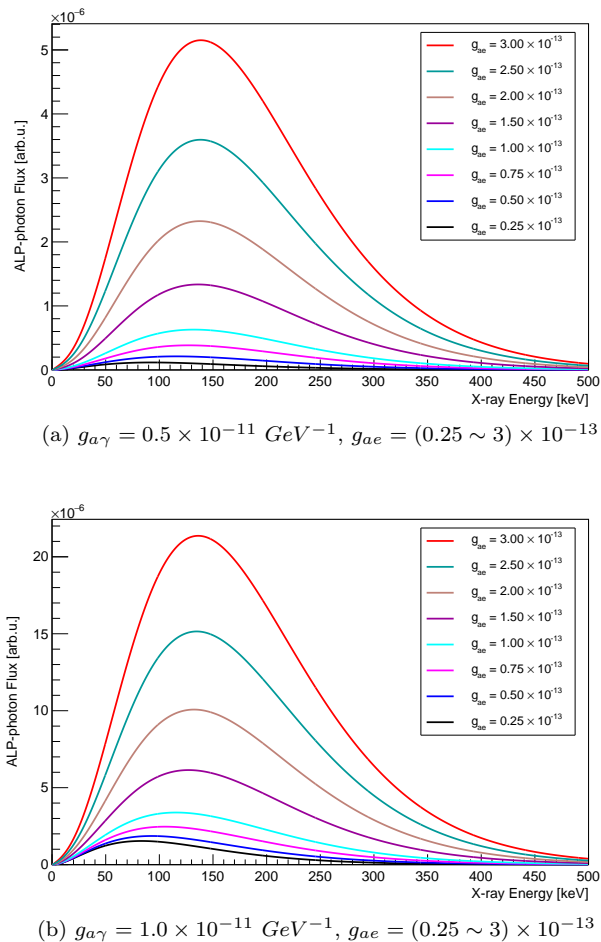 ×10⁻⁶
ALP-photon Flux [arb.u.]
5
4
3
2
1
0
g_ae = 3.00 × 10⁻¹³
g_ae = 2.50 × 10⁻¹³
g_ae = 2.00 × 10⁻¹³
g_ae = 1.50 × 10⁻¹³
g_ae = 1.00 × 10⁻¹³
g_ae = 0.75 × 10⁻¹³
g_ae = 0.50 × 10⁻¹³
g_ae = 0.25 × 10⁻¹³
0 50 100 150 200 250 300 350 400 450 500
X-ray Energy [keV]
(a) g_aγ = 0.5 × 10⁻¹¹ GeV⁻¹, g_ae = (0.25 ∼ 3) × 10⁻¹³
×10⁻⁶
ALP-photon Flux [arb.u.]
20
15
10
5
0
g_ae = 3.00 × 10⁻¹³
g_ae = 2.50 × 10⁻¹³
g_ae = 2.00 × 10⁻¹³
g_ae = 1.50 × 10⁻¹³
g_ae = 1.00 × 10⁻¹³
g_ae = 0.75 × 10⁻¹³
g_ae = 0.50 × 10⁻¹³
g_ae = 0.25 × 10⁻¹³
0 50 100 150 200 250 300 350 400 450 500
X-ray Energy [keV]
(b) g_aγ = 1.0 × 10⁻¹¹ GeV⁻¹, g_ae = (0.25 ∼ 3) × 10⁻¹³